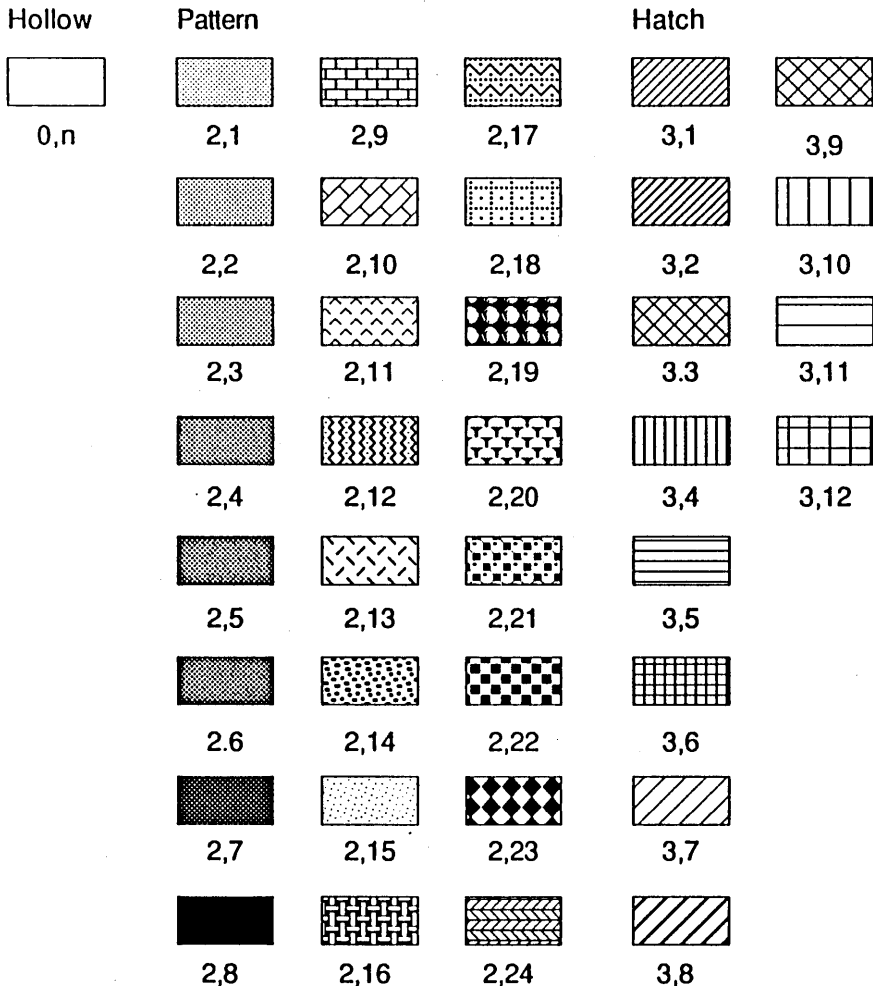 Hollow Pattern Hatch
0,n 2,1 2,9 2,17 3,1 3,9
2,2 2,10 2,18 3,2 3,10
2,3 2,11 2,19 3.3 3,11
2,4 2,12 2,20 3,4 3,12
2,5 2,13 2,21 3,5
2.6 2,14 2,22 3,6
2,7 2,15 2,23 3,7
2,8 2,16 2,24 3,8